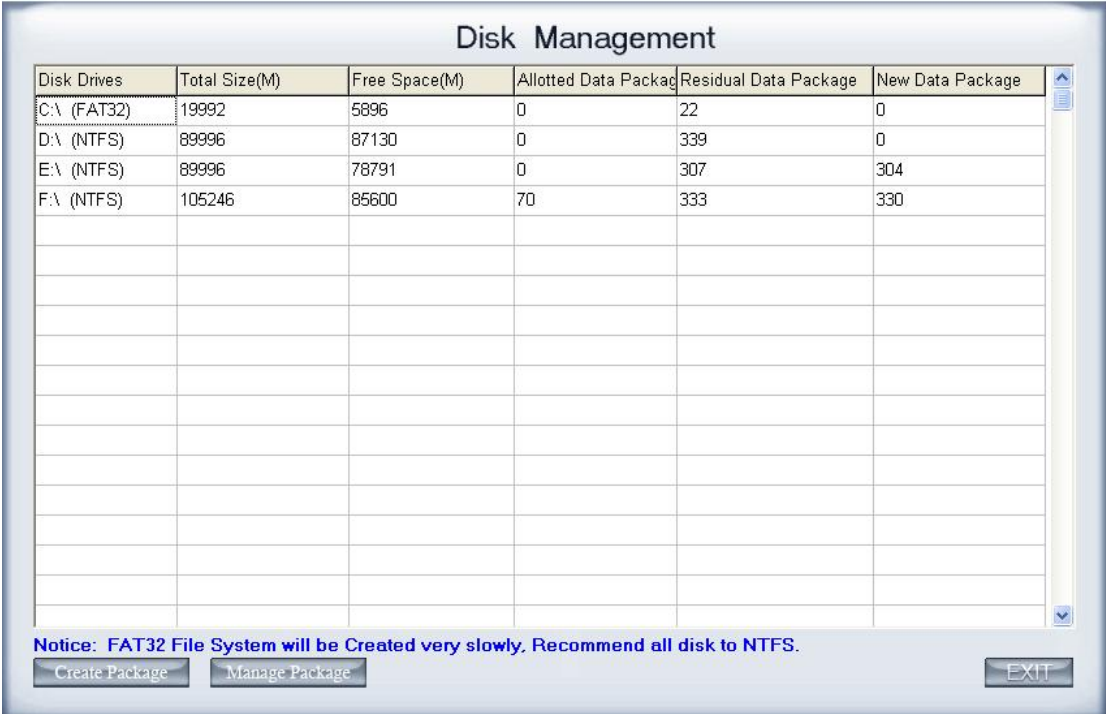 Disk Management
Disk Drives Total Size(M) Free Space(M) Allotted Data Packag Residual Data Package New Data Package
C:\ (FAT32) 19992 5896 0 22 0
D:\ (NTFS) 89996 87130 0 339 0
E:\ (NTFS) 89996 78791 0 307 304
F:\ (NTFS) 105246 85600 70 333 330
Notice: FAT32 File System will be Created very slowly, Recommend all disk to NTFS.
Create Package Manage Package EXIT